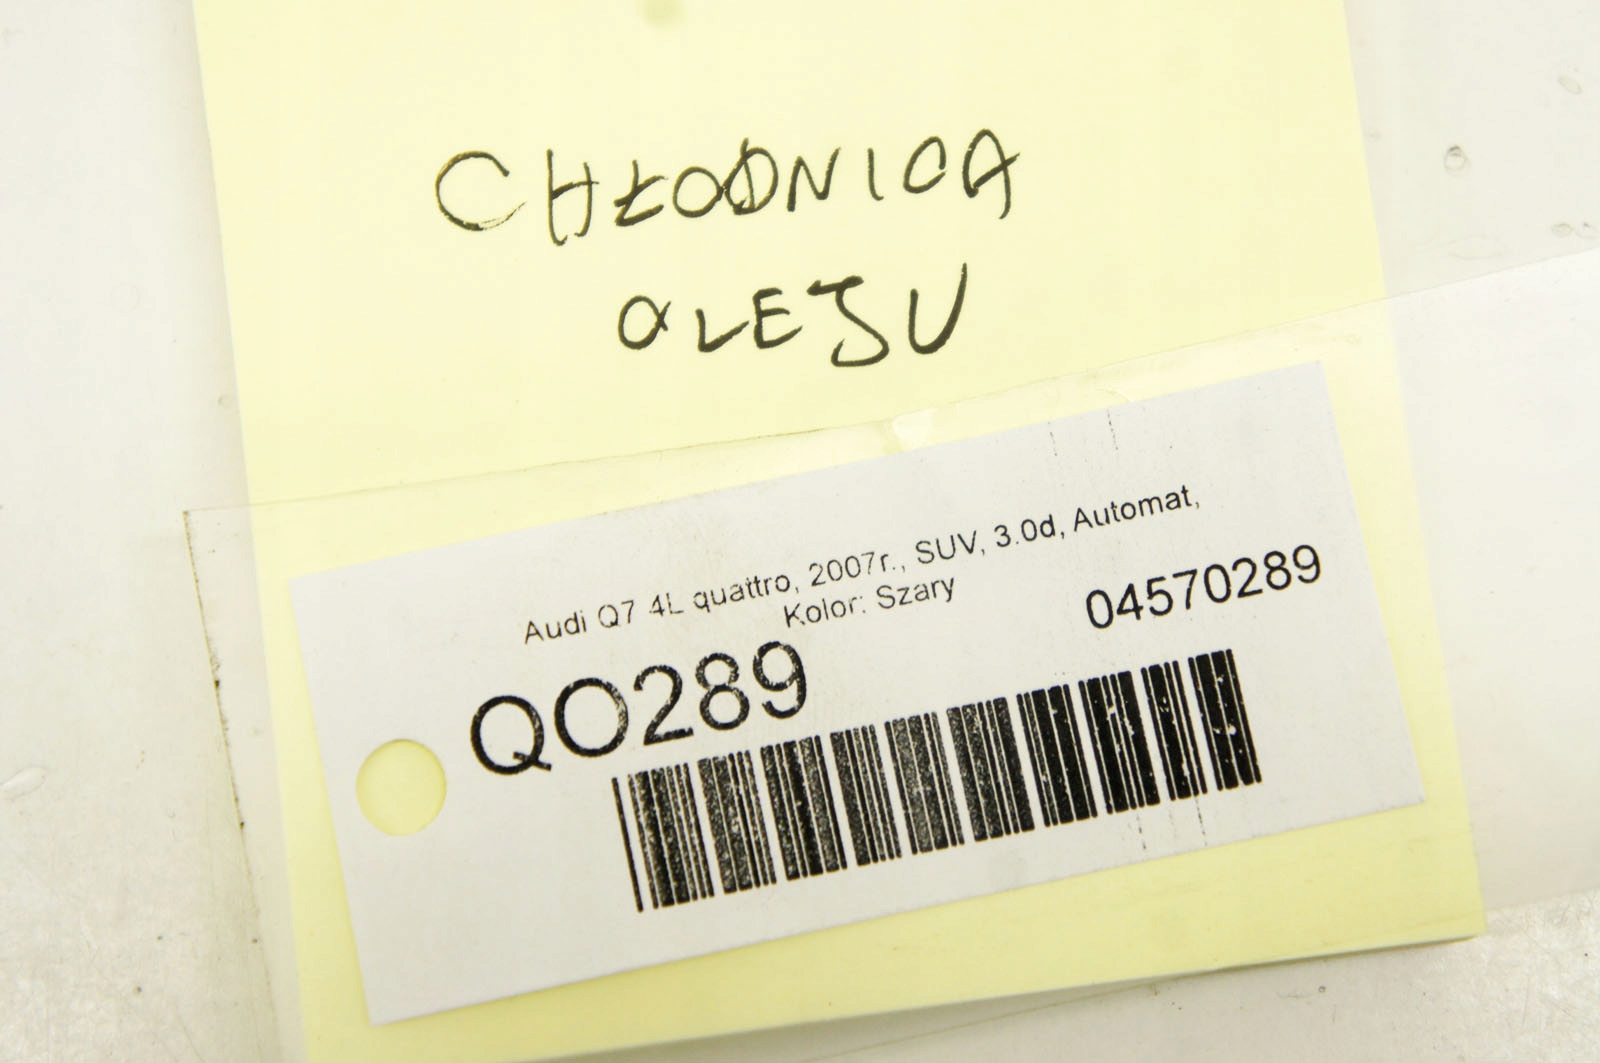 CHŁODNICA
OLEJU
Audi Q7 4L quattro, 2007r., SUV, 3.0d, Automat,
Kolor: Szary
04570289
QO289